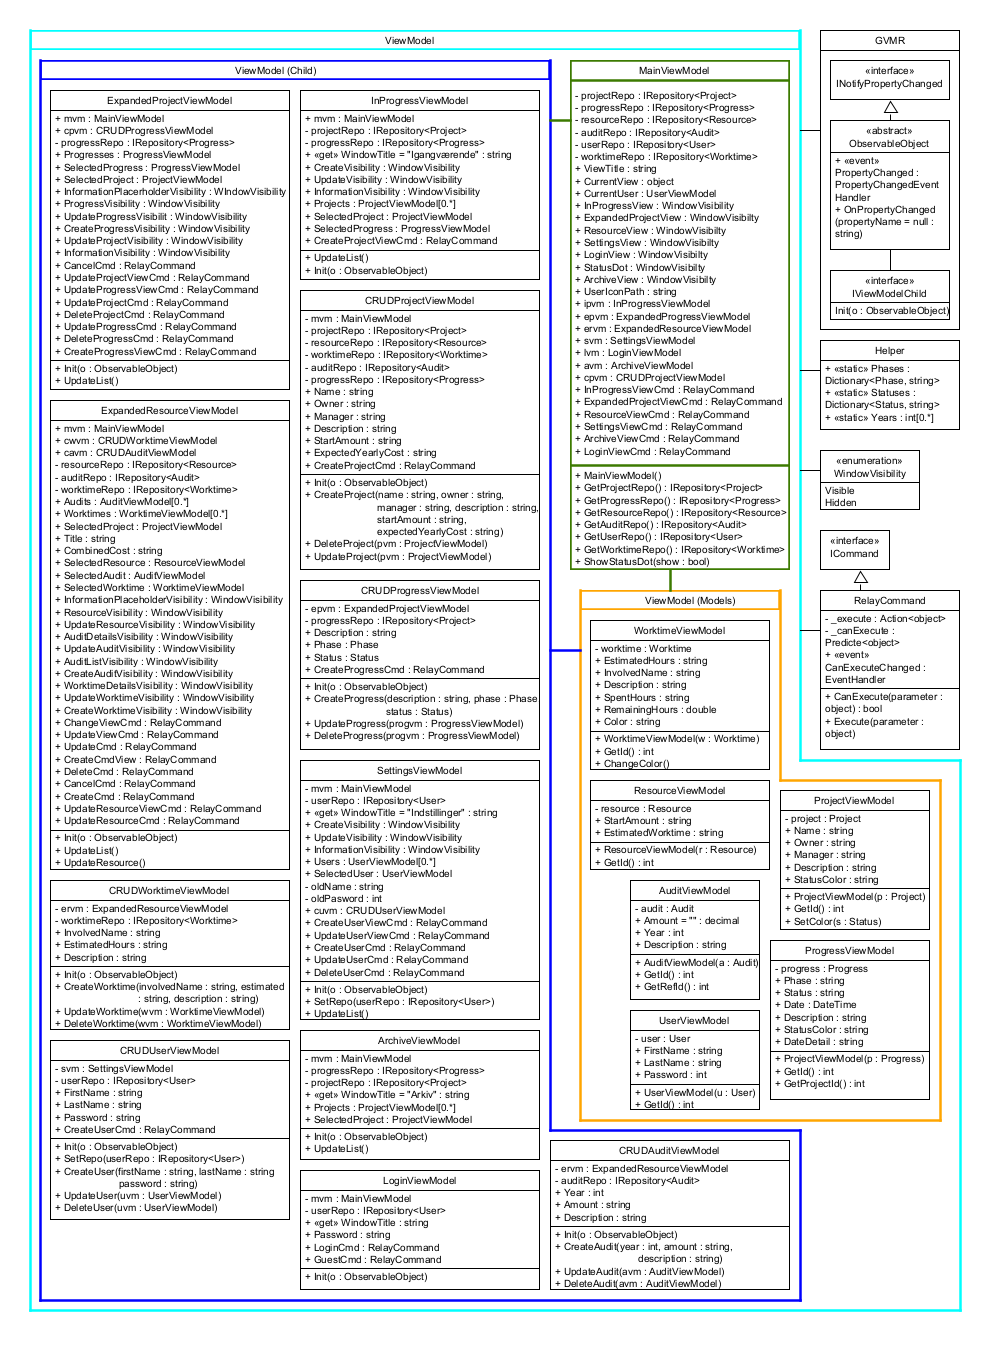 ViewModel
ViewModel (Child)
ExpandedProjectViewModel
+ mvm : MainViewModel
+ cpvm : CRUDProgressViewModel
- progressRepo : IRepository<Progress>
+ Progresses : ProgressViewModel
+ SelectedProgress : ProgressViewModel
+ SelectedProject : ProjectViewModel
+ InformationPlaceholderVisibility : WIndowVisibility
+ ProgressVisibility : WindowVisibility
+ UpdateProgressVisibilit : WindowVisibility
+ CreateProgressVisibility : WindowVisibility
+ UpdateProjectVisibility : WindowVisibility
+ InformationVisibility : WindowVisibility
+ CancelCmd : RelayCommand
+ UpdateProjectViewCmd : RelayCommand
+ UpdateProgressViewCmd : RelayCommand
+ UpdateProjectCmd : RelayCommand
+ DeleteProjectCmd : RelayCommand
+ UpdateProgressCmd : RelayCommand
+ DeleteProgressCmd : RelayCommand
+ CreateProgressViewCmd : RelayCommand
+ Init(o : ObservableObject)
+ UpdateList()
ExpandedResourceViewModel
+ mvm : MainViewModel
+ cwvm : CRUDWorktimeViewModel
+ cavm : CRUDAuditViewModel
- resourceRepo : IRepository<Resource>
- auditRepo : IRepository<Audit>
- worktimeRepo : IRepository<Worktime>
+ Audits : AuditViewModel[0.*]
+ Worktimes : WorktimeViewModel[0.*]
+ SelectedProject : ProjectViewModel
+ Title : string
+ CombinedCost : string
+ SelectedResource : ResourceViewModel
+ SelectedAudit : AuditViewModel
+ SelectedWorktime : WorktimeViewModel
+ InformationPlaceholderVisibility : WindowVisibility
+ ResourceVisibility : WindowVisibility
+ UpdateResourceVisibility : WindowVisibility
+ AuditDetailsVisibility : WindowVisibility
+ UpdateAuditVisibility : WindowVisibility
+ AuditListVisibility : WindowVisibility
+ CreateAuditVisibility : WindowVisibility
+ WorktimeDetailsVisibility : WindowVisibility
+ UpdateWorktimeVisibility : WindowVisibility
+ CreateWorktimeVisibility : WindowVisibility
+ ChangeViewCmd : RelayCommand
+ UpdateViewCmd : RelayCommand
+ UpdateCmd : RelayCommand
+ CreateCmdView : RelayCommand
+ DeleteCmd : RelayCommand
+ CancelCmd : RelayCommand
+ CreateCmd : RelayCommand
+ UpdateResourceViewCmd : RelayCommand
+ UpdateResourceCmd : RelayCommand
+ Init(o : ObservableObject)
+ UpdateList()
+ UpdateResource()
CRUDWorktimeViewModel
- ervm : ExpandedResourceViewModel
- worktimeRepo : IRepository<Worktime>
+ InvolvedName : string
+ EstimatedHours : string
+ Description : string
+ Init(o : ObservableObject)
+ CreateWorktime(involvedName : string, estimated
: string, description : string)
+ UpdateWorktime(wvm : WorktimeViewModel)
+ DeleteWorktime(wvm : WorktimeViewModel)
CRUDUserViewModel
- svm : SettingsViewModel
- userRepo : IRepository<User>
+ FirstName : string
+ LastName : string
+ Password : string
+ CreateUserCmd : RelayCommand
+ Init(o : ObservableObject)
+ SetRepo(userRepo : IRepository<User>)
+ CreateUser(firstName : string, lastName : string
password : string)
+ UpdateUser(uvm : UserViewModel)
+ DeleteUser(uvm : UserViewModel)
InProgressViewModel
+ mvm : MainViewModel
- projectRepo : IRepository<Project>
- progressRepo : IRepository<Progress>
+ «get» WindowTitle = "Igangværende" : string
+ CreateVisibility : WindowVisibility
+ UpdateVisibility : WindowVisibility
+ InformationVisibility : WindowVisibility
+ Projects : ProjectViewModel[0.*]
+ SelectedProject : ProjectViewModel
+ SelectedProgress : ProgressViewModel
+ CreateProjectViewCmd : RelayCommand
+ UpdateList()
+ Init(o : ObservableObject)
CRUDProjectViewModel
- mvm : MainViewModel
- projectRepo : IRepository<Project>
- resourceRepo : IRepository<Resource>
- worktimeRepo : IRepository<Worktime>
- auditRepo : IRepository<Audit>
- progressRepo : IRepository<Progress>
+ Name : string
+ Owner : string
+ Manager : string
+ Description : string
+ StartAmount : string
+ ExpectedYearlyCost : string
+ CreateProjectCmd : RelayCommand
+ Init(o : ObservableObject)
+ CreateProject(name : string, owner : string,
manager : string, description : string,
startAmount : string,
expectedYearlyCost : string)
+ DeleteProject(pvm : ProjectViewModel)
+ UpdateProject(pvm : ProjectViewModel)
CRUDProgressViewModel
- epvm : ExpandedProjectViewModel
- progressRepo : IRepository<Project>
+ Description : string
+ Phase : Phase
+ Status : Status
+ CreateProgressCmd : RelayCommand
+ Init(o : ObservableObject)
+ CreateProgress(description : string, phase : Phase
status : Status)
+ UpdateProgress(progvm : ProgressViewModel)
+ DeleteProgress(progvm : ProgressViewModel)
SettingsViewModel
- mvm : MainViewModel
- userRepo : IRepository<User>
+ «get» WindowTitle = "Indstillinger" : string
+ CreateVisibility : WindowVisibility
+ UpdateVisibility : WindowVisibility
+ InformationVisibility : WindowVisibility
+ Users : UserViewModel[0.*]
+ SelectedUser : UserViewModel
- oldName : string
- oldPasword : int
+ cuvm : CRUDUserViewModel
+ CreateUserViewCmd : RelayCommand
+ UpdateUserViewCmd : RelayCommand
+ CreateUserCmd : RelayCommand
+ UpdateUserCmd : RelayCommand
+ DeleteUserCmd : RelayCommand
+ Init(o : ObservableObject)
+ SetRepo(userRepo : IRepository<User>)
+ UpdateList()
ArchiveViewModel
- mvm : MainViewModel
- progressRepo : IRepository<Progress>
- projectRepo : IRepository<Project>
+ «get» WindowTitle = "Arkiv" : string
+ Projects : ProjectViewModel[0.*]
+ SelectedProject : ProjectViewModel
+ Init(o : ObservableObject)
+ UpdateList()
LoginViewModel
- mvm : MainViewModel
- userRepo : IRepository<User>
+ «get» WindowTitle : string
+ Password : string
+ LoginCmd : RelayCommand
+ GuestCmd : RelayCommand
+ Init(o : ObservableObject)
MainViewModel
- projectRepo : IRepository<Project>
- progressRepo : IRepository<Progress>
- resourceRepo : IRepository<Resource>
- auditRepo : IRepository<Audit>
- userRepo : IRepository<User>
- worktimeRepo : IRepository<Worktime>
+ ViewTitle : string
+ CurrentView : object
+ CurrentUser : UserViewModel
+ InProgressView : WindowVisibility
+ ExpandedProjectView : WindowVisibilty
+ ResourceView : WindowVisibilty
+ SettingsView : WindowVisibilty
+ LoginView : WindowVisibilty
+ StatusDot : WindowVisibilty
+ ArchiveView : WindowVisibilty
+ UserIconPath : string
+ ipvm : InProgressViewModel
+ epvm : ExpandedProgressViewModel
+ ervm : ExpandedResourceViewModel
+ svm : SettingsViewModel
+ lvm : LoginViewModel
+ avm : ArchiveViewModel
+ cpvm : CRUDProjectViewModel
+ InProgressViewCmd : RelayCommand
+ ExpandedProjectViewCmd : RelayCommand
+ ResourceViewCmd : RelayCommand
+ SettingsViewCmd : RelayCommand
+ ArchiveViewCmd : RelayCommand
+ LoginViewCmd : RelayCommand
+ MainViewModel()
+ GetProjectRepo() : IRepository<Project>
+ GetProgressRepo() : IRepository<Progress>
+ GetResourceRepo() : IRepository<Resource>
+ GetAuditRepo() : IRepository<Audit>
+ GetUserRepo() : IRepository<User>
+ GetWorktimeRepo() : IRepository<Worktime>
+ ShowStatusDot(show : bool)
ViewModel (Models)
WorktimeViewModel
- worktime : Worktime
+ EstimatedHours : string
+ InvolvedName : string
+ Description : string
+ SpentHours : string
+ RemainingHours : double
+ Color : string
+ WorktimeViewModel(w : Worktime)
+ GetId() : int
+ ChangeColor()
ResourceViewModel
- resource : Resource
+ StartAmount : string
+ EstimatedWorktime : string
+ ResourceViewModel(r : Resource)
+ GetId() : int
AuditViewModel
- audit : Audit
+ Amount = "" : decimal
+ Year : int
+ Description : string
+ AuditViewModel(a : Audit)
+ GetId() : int
+ GetRefId() : int
UserViewModel
- user : User
+ FirstName : string
+ LastName : string
+ Password : int
+ UserViewModel(u : User)
+ GetId() : int
ProjectViewModel
- project : Project
+ Name : string
+ Owner : string
+ Manager : string
+ Description : string
+ StatusColor : string
+ ProjectViewModel(p : Project)
+ GetId() : int
+ SetColor(s : Status)
ProgressViewModel
- progress : Progress
+ Phase : string
+ Status : string
+ Date : DateTime
+ Description : string
+ StatusColor : string
+ DateDetail : string
+ ProjectViewModel(p : Progress)
+ GetId() : int
+ GetProjectId() : int
CRUDAuditViewModel
- ervm : ExpandedResourceViewModel
- auditRepo : IRepository<Audit>
+ Year : int
+ Amount : string
+ Description : string
+ Init(o : ObservableObject)
+ CreateAudit(year : int, amount : string,
description : string)
+ UpdateAudit(avm : AuditViewModel)
+ DeleteAudit(avm : AuditViewModel)
GVMR
«interface»
INotifyPropertyChanged
«abstract»
ObservableObject
+ «event»
PropertyChanged :
PropertyChangedEvent
Handler
+ OnPropertyChanged
(propertyName = null :
string)
«interface»
IViewModelChild
Init(o : ObservableObject)
Helper
+ «static» Phases :
Dictionary<Phase, string>
+ «static» Statuses :
Dictionary<Status, string>
+ «static» Years : int[0.*]
«enumeration»
WindowVisibility
Visible
Hidden
«interface»
ICommand
RelayCommand
- _execute : Action<object>
- _canExecute :
Predicte<object>
+ «event»
CanExecuteChanged :
EventHandler
+ CanExecute(parameter :
object) : bool
+ Execute(parameter :
object)